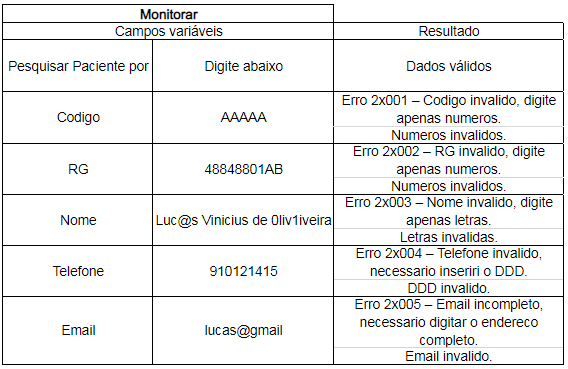 Monitorar
Campos variáveis Resultado
Pesquisar Paciente por Digite abaixo Dados válidos
Codigo AAAAA Erro 2x001 – Codigo invalido, digite
apenas numeros.
Numeros invalidos.
RG 48848801AB Erro 2x002 – RG invalido, digite
apenas numeros.
Numeros invalidos.
Nome Luc@s Vinicius de 0liv1iveira Erro 2x003 – Nome invalido, digite
apenas letras.
Letras invalidas.
Telefone 910121415 Erro 2x004 – Telefone invalido,
necessario inseriri o DDD.
DDD invalido.
Email lucas@gmail Erro 2x005 – Email incompleto,
necessario digitar o endereco
completo.
Email invalido.